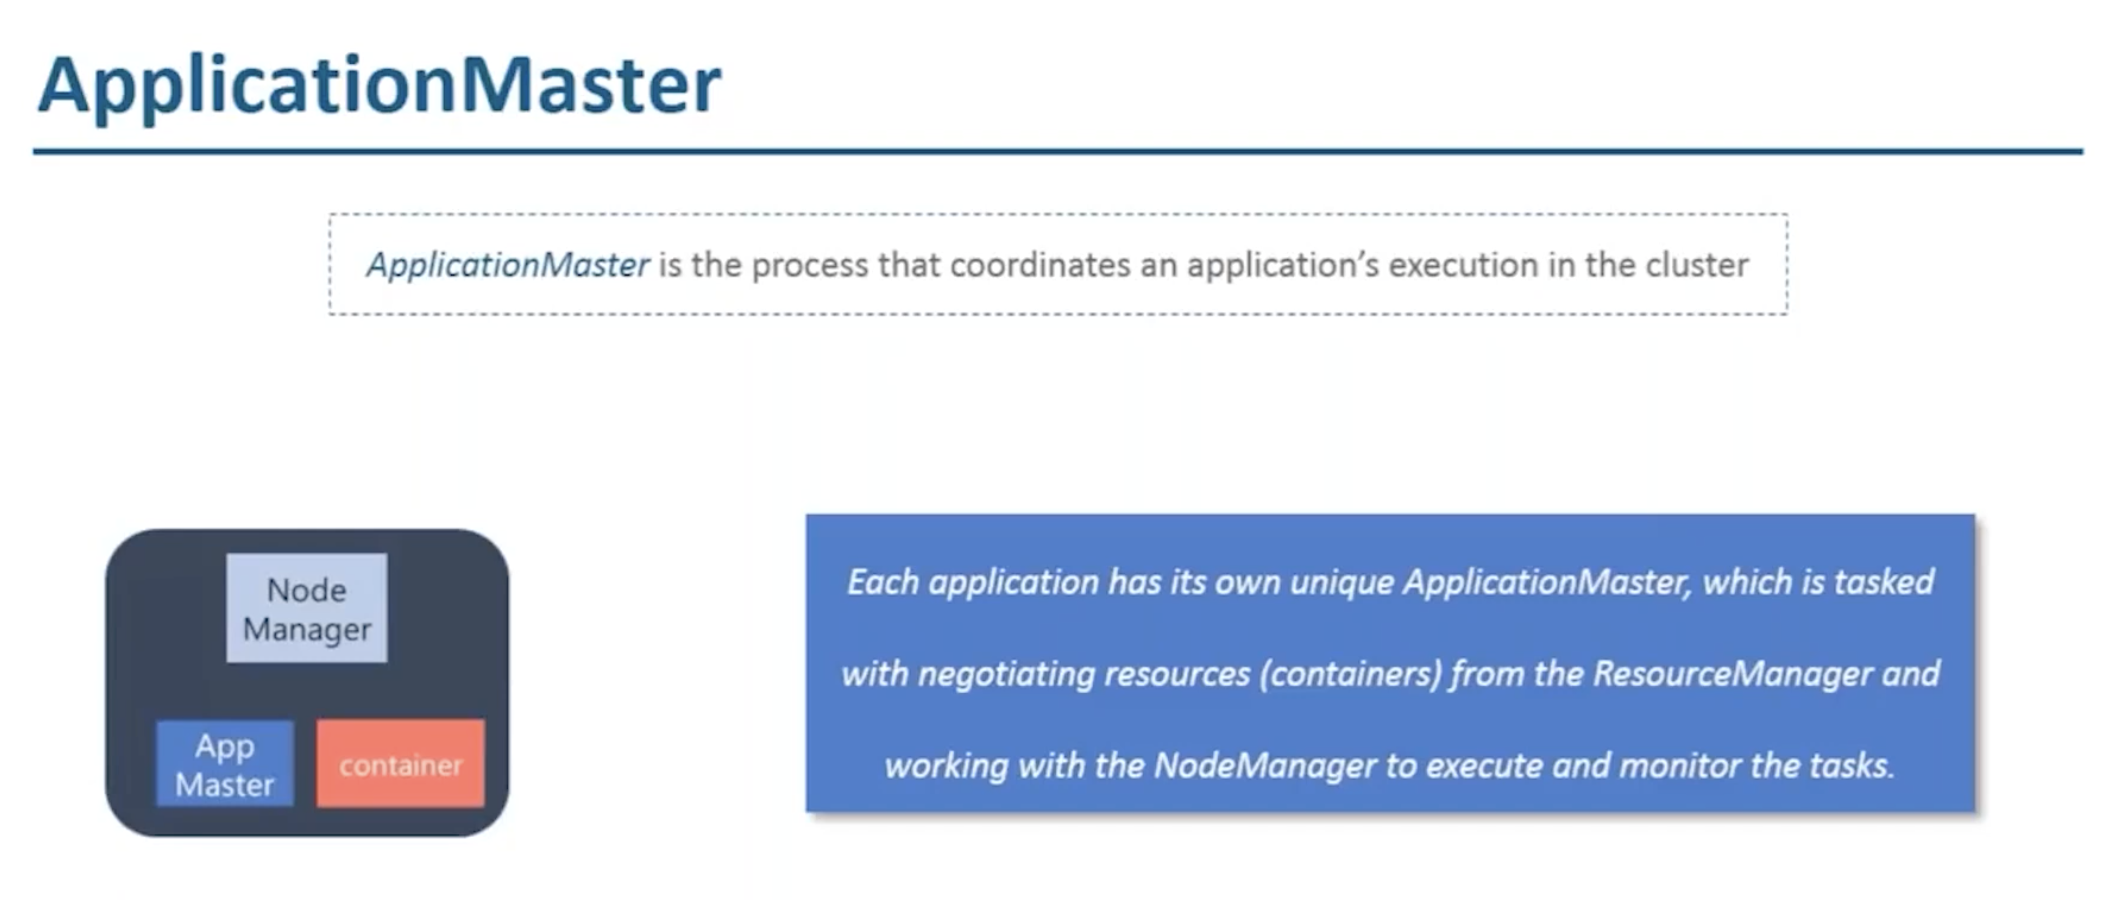 ApplicationMaster
ApplicationMaster is the process that coordinates an application’s execution in the cluster
Node
Manager
App
Master
container
Each application has its own unique ApplicationMaster, which is tasked
with negotiating resources (containers) from the ResourceManager and
working with the NodeManager to execute and monitor the tasks.